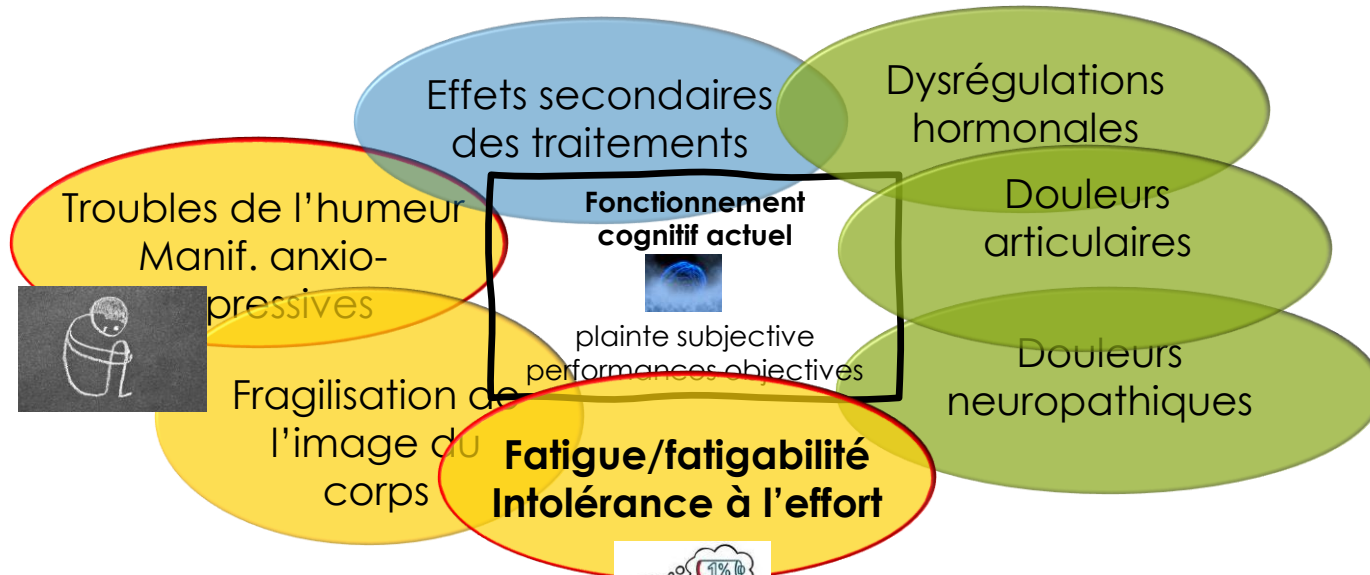 Effets secondaires
des traitements
Dysrégulations
hormonales
Troubles de l'humeur
Manif. anxio-
pressives
Fonctionnement
cognitif actuel
plainte subjective
performances objectives
Douleurs
articulaires
Douleurs
neuropathiques
Fragilisation de
l'image du
corps
Fatigue/fatigabilité
Intolérance à l'effort
1%